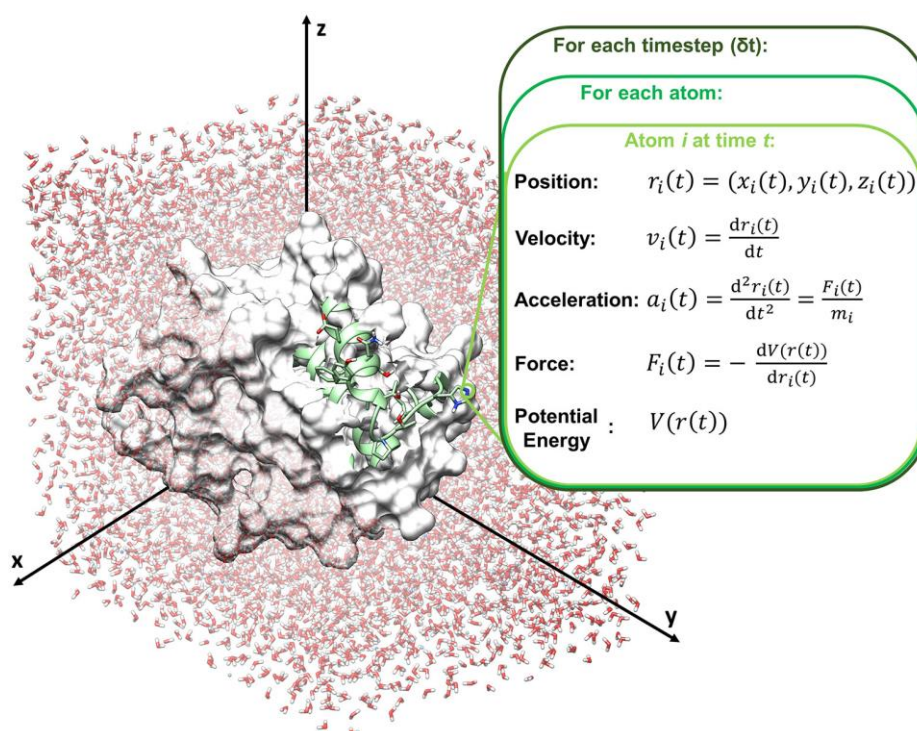 z
For each timestep (δt):
For each atom:
Atom i at time t:
Position: r_i(t) = (x_i(t), y_i(t), z_i(t))
Velocity: v_i(t) = dr_i(t)/dt
Acceleration: a_i(t) = d²r_i(t)/dt² = F_i(t)/m_i
Force: F_i(t) = − dV(r(t))/dr_i(t)
Potential
Energy : V(r(t))
x
y